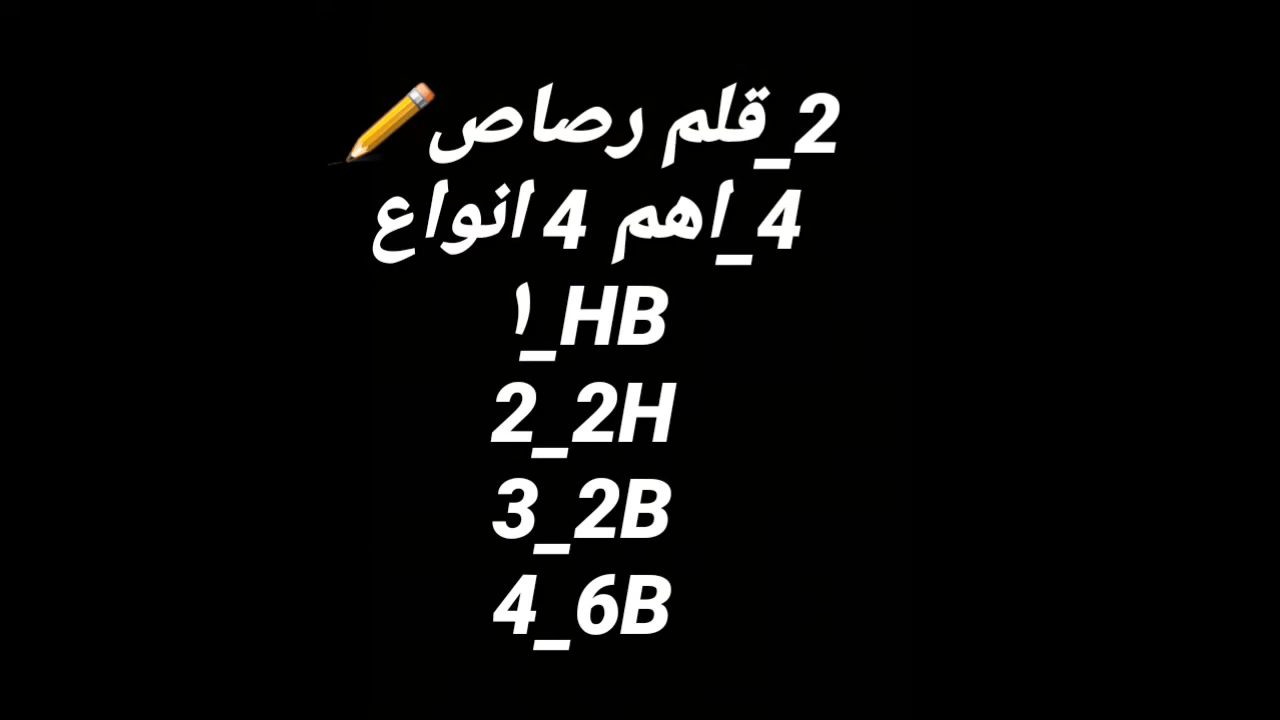 2_قلم رصاص✏️
4_اهم 4 انواع
١_HB
2_2H
3_2B
4_6B